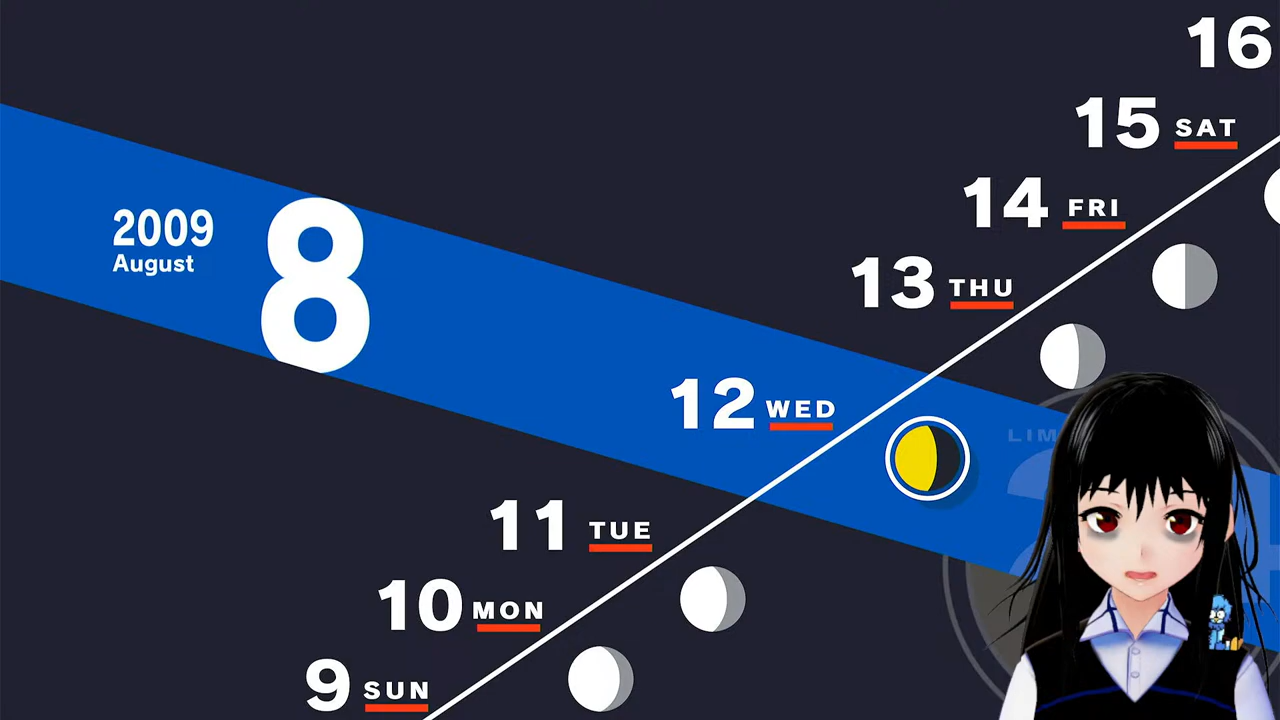 16
15 SAT
14 FRI
13 THU
12 WED
11 TUE
10 MON
9 SUN
2009
August
8